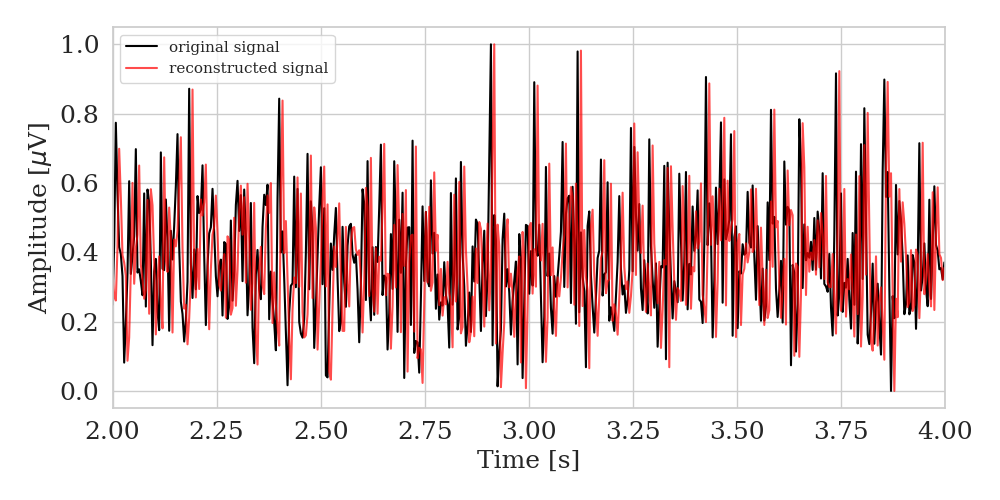 original signal
reconstructed signal
1.0
0.8
0.6
0.4
0.2
0.0
Amplitude [μV]
2.00 2.25 2.50 2.75 3.00 3.25 3.50 3.75 4.00
Time [s]